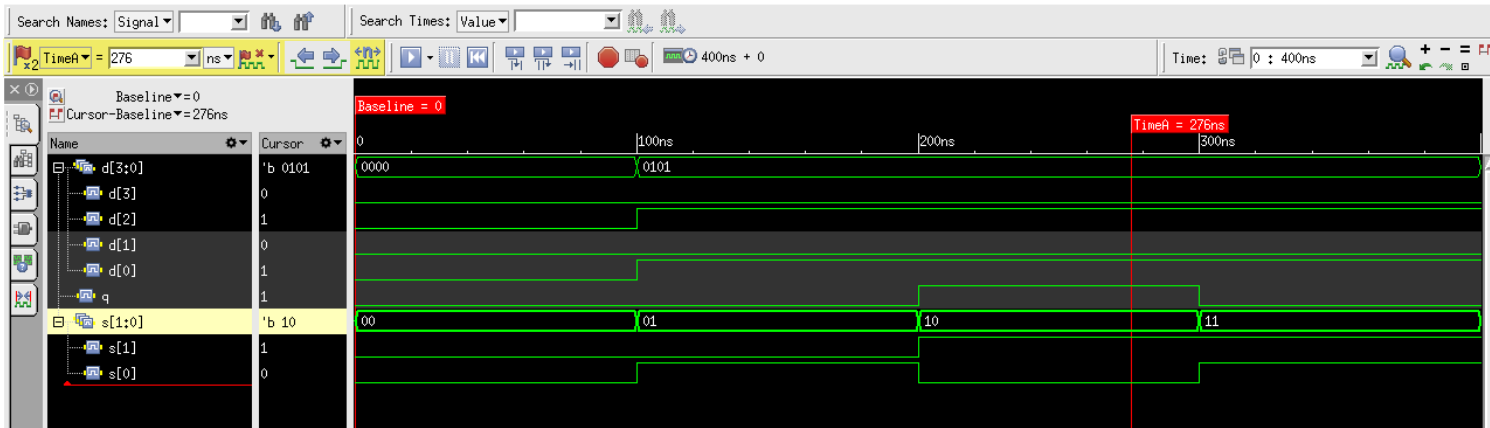 Search Names: Signal Search Times: Value
x2 TimeA = 276 ns 400ns + 0 Time: 0 : 400ns
Baseline=0
Cursor-Baseline=276ns
Baseline = 0
TimeA = 276ns
Name Cursor 0 100ns 200ns 300ns
d[3:0] 'b 0101 0000 0101
d[3] 0
d[2] 1
d[1] 0
d[0] 1
q 1
s[1:0] 'b 10 00 01 10 11
s[1] 1
s[0] 0